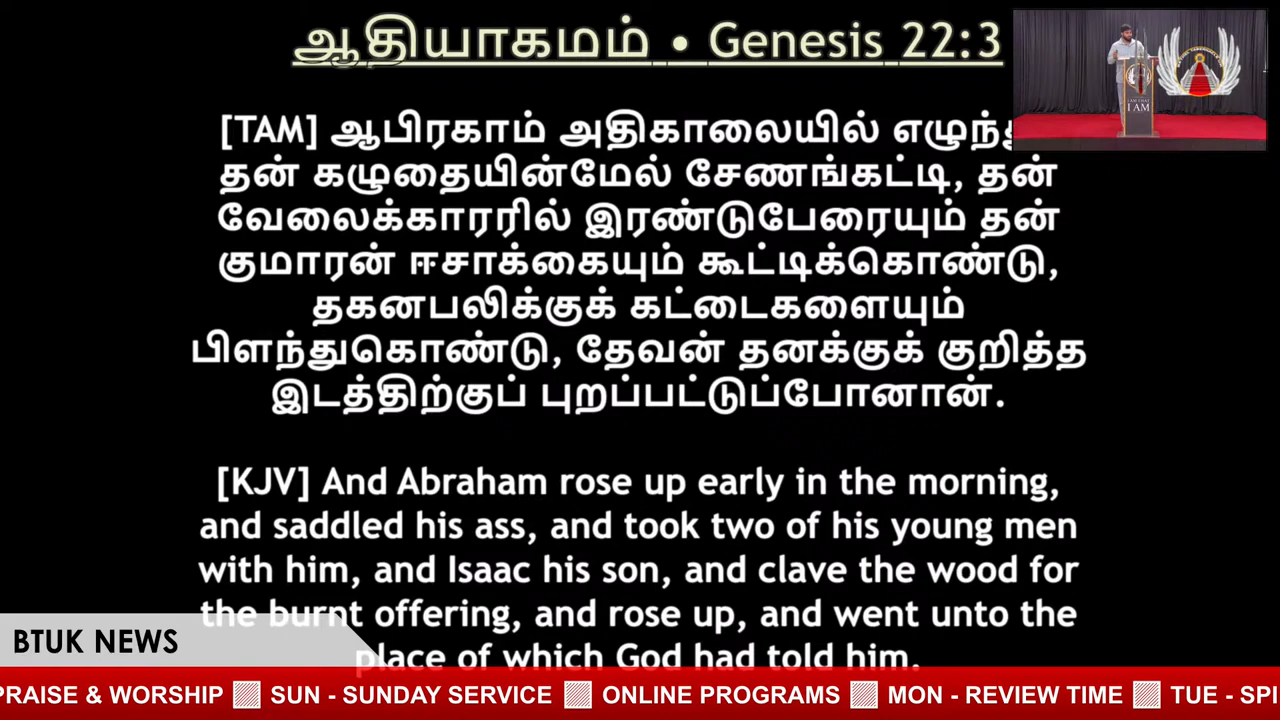 ஆதியாகமம் • Genesis 22:3
[TAM] ஆபிரகாம் அதிகாலையில்
தன் கழுதையின்மேல் சேணங்கட்டி, தன்
வேலைக்காரரில் இரண்டுபேரையும் தன்
குமாரன் ஈசாக்கையும் கூட்டிக்கொண்டு,
தகனபலிக்குக் கட்டைகளையும்
பிளந்துகொண்டு, தேவன் தனக்குக் குறித்த
இடத்திற்குப் புறப்பட்டுப்போனான்.
[KJV] And Abraham rose up early in the morning,
and saddled his ass, and took two of his young men
with him, and Isaac his son, and clave the wood for
the burnt offering, and rose up, and went unto the
place of which God had told him.
I AM
BTUK NEWS
PRAISE & WORSHIP SUN - SUNDAY SERVICE ONLINE PROGRAMS MON - REVIEW TIME TUE - SPI